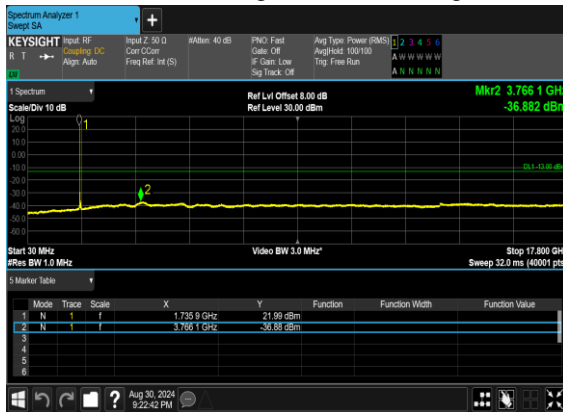 Spectrum Analyzer 1
Swept SA
+
KEYSIGHT Input: RF Input Z: 50 Ω #Atten: 40 dB PNO: Fast Avg Type: Power (RMS) 1 2 3 4 5 6
R T Coupling: DC Corr CCorr Gate: Off Avg|Hold: 100/100 A W W W W W
Align: Auto Freq Ref: Int (S) IF Gain: Low Trig: Free Run
LV Sig Track: Off A N N N N N
1 Spectrum Ref Lvl Offset 8.00 dB Mkr2 3.766 1 GHz
Scale/Div 10 dB Ref Level 30.00 dBm -36.882 dBm
Log
20.0
10.0
0.00
-10.0
-20.0
-30.0
-40.0
-50.0
-60.0
1
2
DL1 -13.00 dB
Start 30 MHz Video BW 3.0 MHz* Stop 17.800 GH
#Res BW 1.0 MHz Sweep 32.0 ms (40001 pts
5 Marker Table
Mode Trace Scale X Y Function Function Width Function Value
1 N 1 f 1.735 9 GHz 21.99 dBm
2 N 1 f 3.766 1 GHz -36.88 dBm
3
4
5
6
? Aug 30, 2024
9:22:42 PM